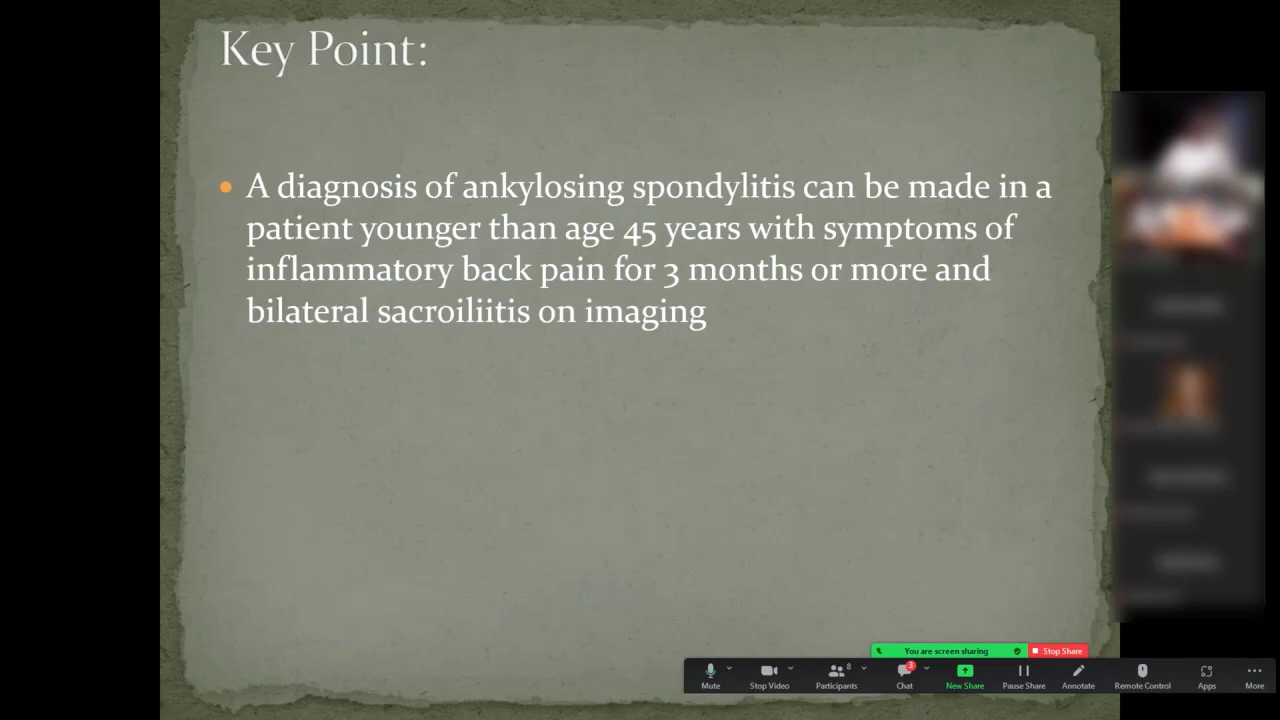 Key Point:
A diagnosis of ankylosing spondylitis can be made in a
patient younger than age 45 years with symptoms of
inflammatory back pain for 3 months or more and
bilateral sacroiliitis on imaging
You are screen sharing
Stop Share
Mute
Stop Video
8
Participants
3
Chat
New Share
Pause Share
Annotate
Remote Control
Apps
More